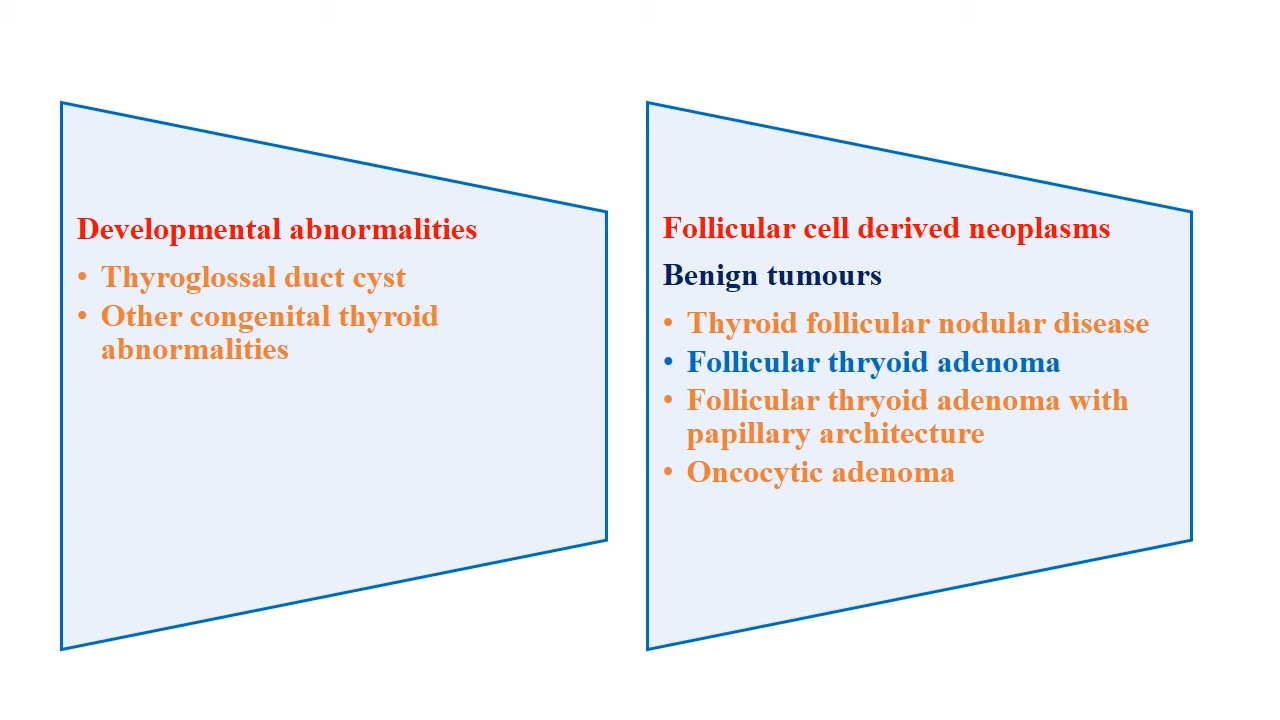 Developmental abnormalities
• Thyroglossal duct cyst
• Other congenital thyroid
abnormalities
Follicular cell derived neoplasms
Benign tumours
• Thyroid follicular nodular disease
• Follicular thryoid adenoma
• Follicular thryoid adenoma with
papillary architecture
• Oncocytic adenoma